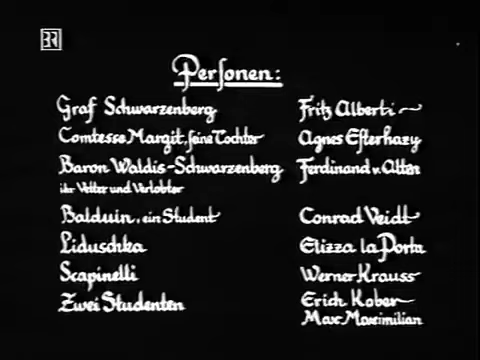 BR
Personen:
Graf Schwarzenberg Fritz Alberti
Comtesse Margit, seine Tochter Agnes Esterhazy
Baron Waldis-Schwarzenberg Ferdinand v. Alten
ihr Vetter und Verlobter
Balduin, ein Student Conrad Veidt
Liduschka Elizza la Porta
Scapinelli Werner Krauss
Zwei Studenten Erich Kober
Max Maximilian